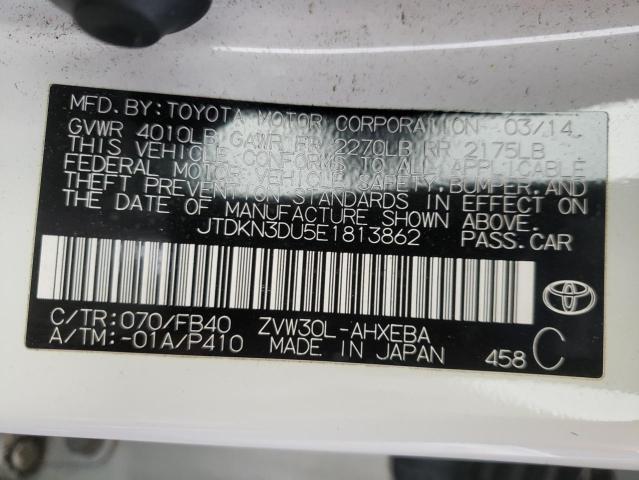 MFD. BY: TOYOTA MOTOR CORPORATION 03/14
GVWR 4010LB GAWR FR 2270LB RR 2175LB
THIS VEHICLE CONFORMS TO ALL APPLICABLE
FEDERAL MOTOR VEHICLE SAFETY, BUMPER, AND
THEFT PREVENTION STANDARDS IN EFFECT ON
THE DATE OF MANUFACTURE SHOWN ABOVE.
JTDKN3DU5E1813862 PASS.CAR
C/TR:070/FB40 ZVW30L-AHXEBA
A/TM:-01A/P410 MADE IN JAPAN 458 C